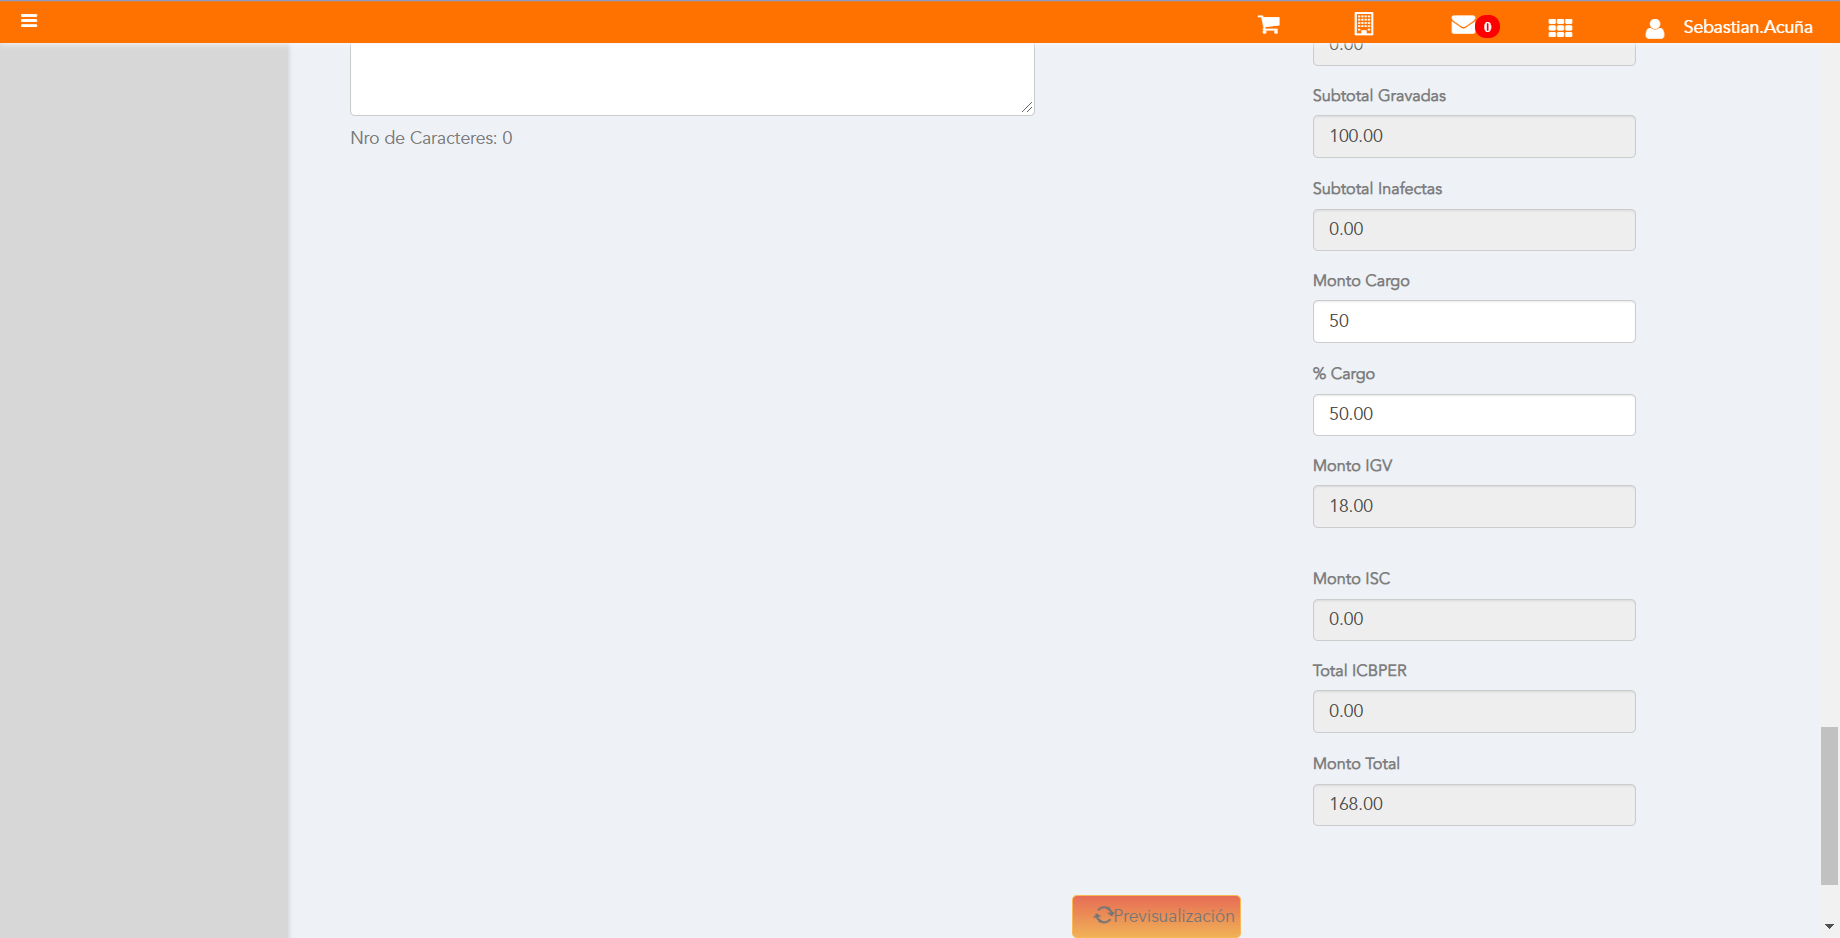 0
Sebastian.Acuña
0.00
Subtotal Gravadas
100.00
Nro de Caracteres: 0
Subtotal Inafectas
0.00
Monto Cargo
50
% Cargo
50.00
Monto IGV
18.00
Monto ISC
0.00
Total ICBPER
0.00
Monto Total
168.00
Previsualización